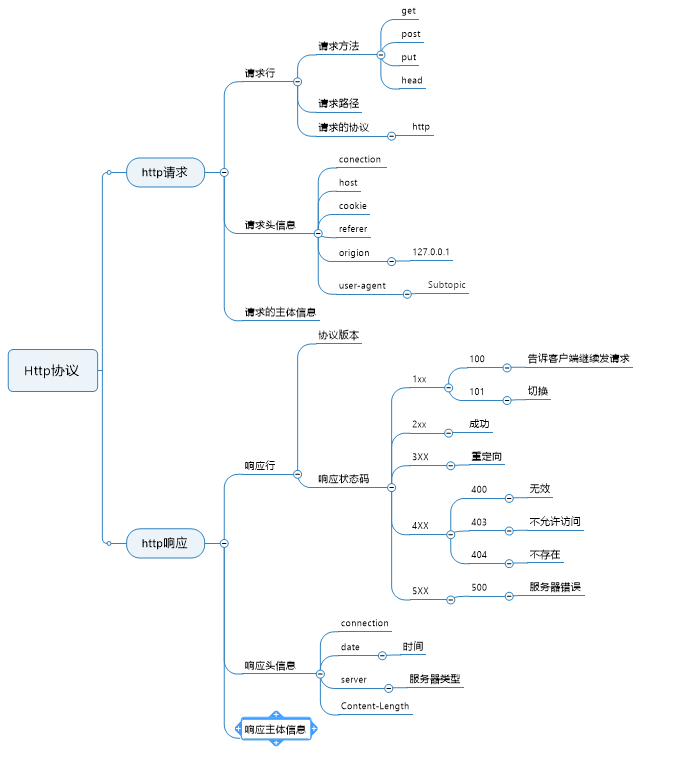 Http协议
http请求
请求行
请求方法
get
post
put
head
请求路径
请求的协议
http
请求头信息
conection
host
cookie
referer
origion
127.0.0.1
user-agent
Subtopic
请求的主体信息
http响应
响应行
协议版本
响应状态码
1xx
100
告诉客户端继续发请求
101
切换
2xx
成功
3XX
重定向
4XX
400
无效
403
不允许访问
404
不存在
5XX
500
服务器错误
响应头信息
connection
date
时间
server
服务器类型
Content-Length
响应主体信息